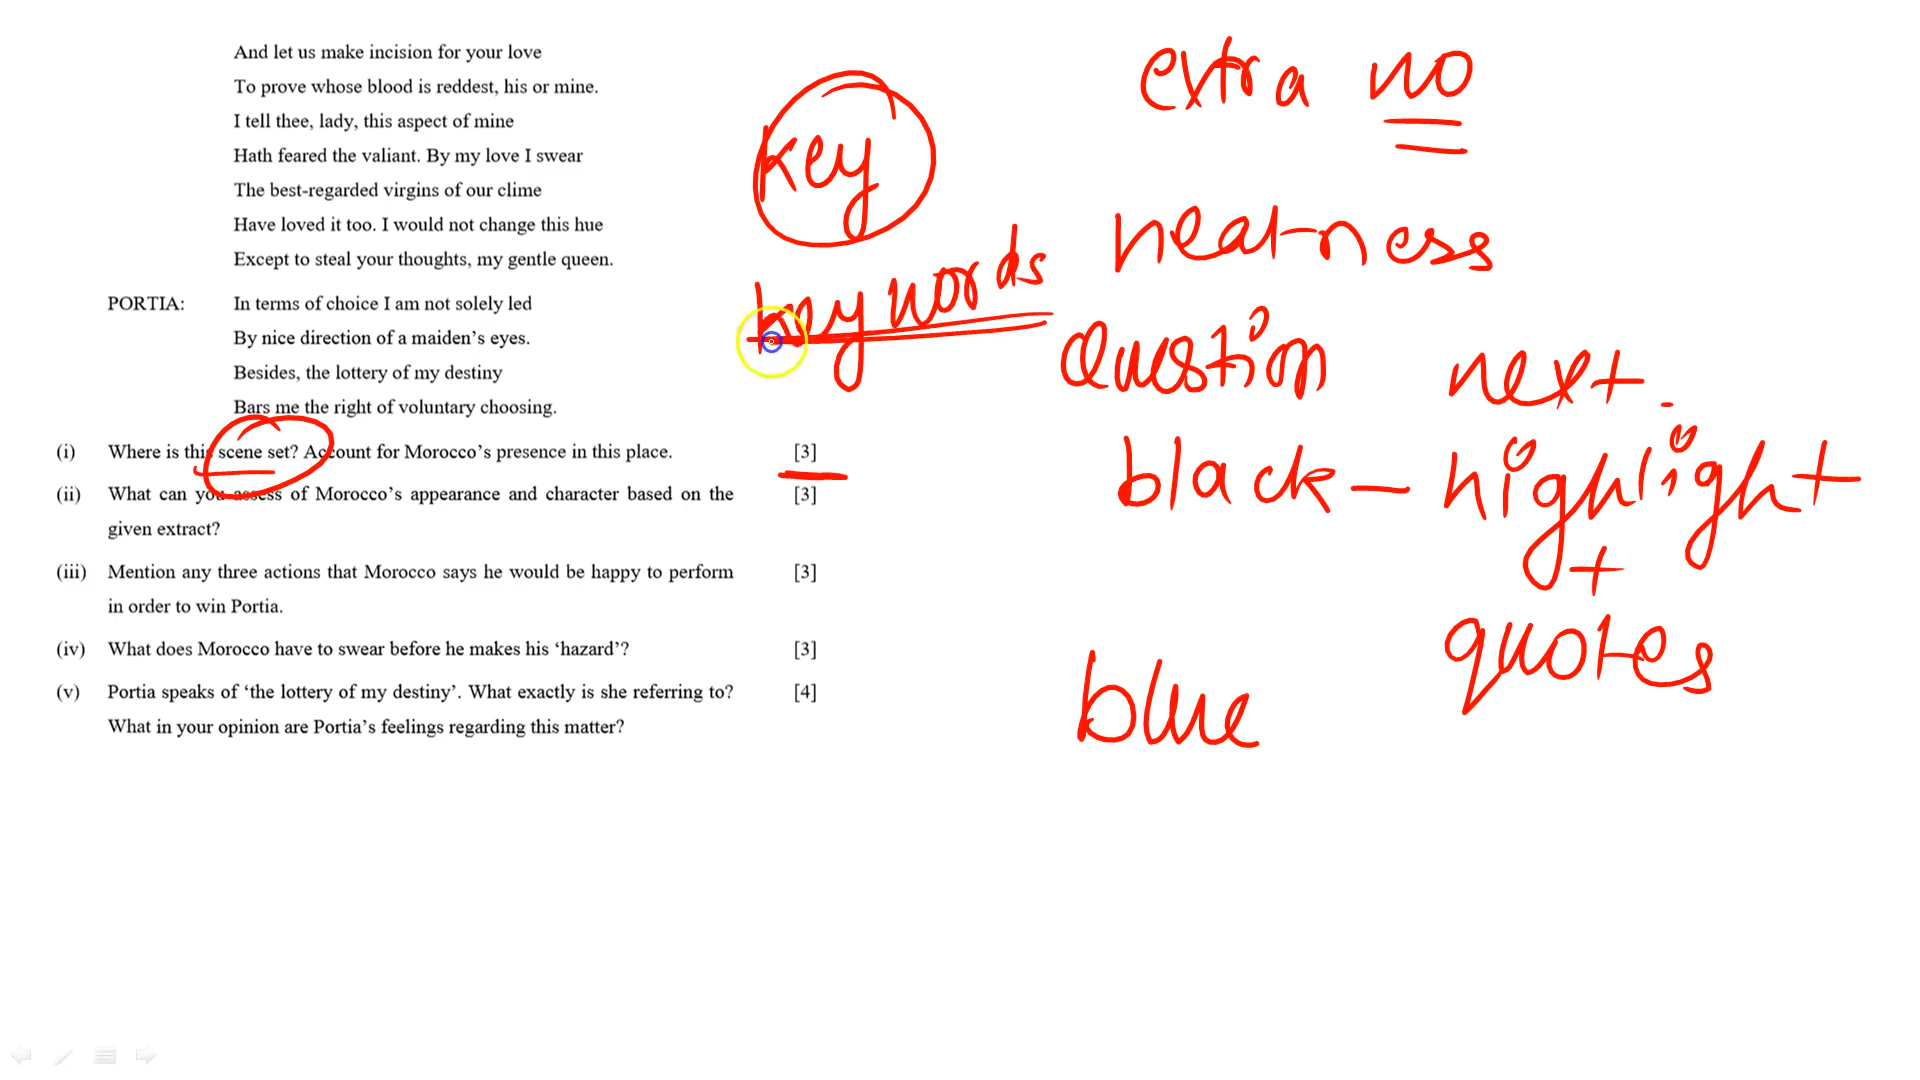 And let us make incision for your love
To prove whose blood is reddest, his or mine.
I tell thee, lady, this aspect of mine
Hath feared the valiant. By my love I swear
The best-regarded virgins of our clime
Have loved it too. I would not change this hue
Except to steal your thoughts, my gentle queen.
PORTIA: In terms of choice I am not solely led
By nice direction of a maiden's eyes.
Besides, the lottery of my destiny
Bars me the right of voluntary choosing.
(i) Where is this scene set? Account for Morocco's presence in this place. [3]
(ii) What can you assess of Morocco's appearance and character based on the [3]
given extract?
(iii) Mention any three actions that Morocco says he would be happy to perform [3]
in order to win Portia.
(iv) What does Morocco have to swear before he makes his 'hazard'? [3]
(v) Portia speaks of 'the lottery of my destiny'. What exactly is she referring to? [4]
What in your opinion are Portia's feelings regarding this matter?
key
key words
extra no
neatness
question next.
black - highlight
+
quotes
blue